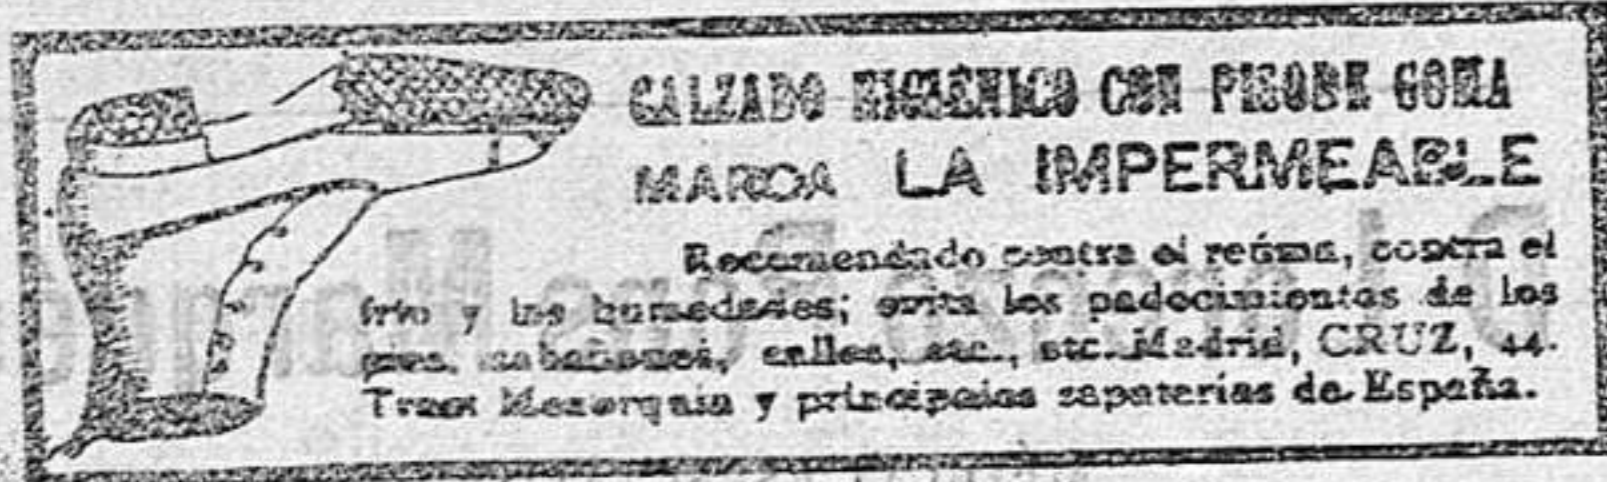 CALZADO HIGIÉNICO CON PISO DE GOMA
MARCA LA IMPERMEABLE
Recomendado contra el reúma, contra el
frío y las humedades; evita los padecimientos de los
pies, sabañones, callos, etc., etc. Madrid, CRUZ, 44.
Menorquín y principales zapaterías de España.